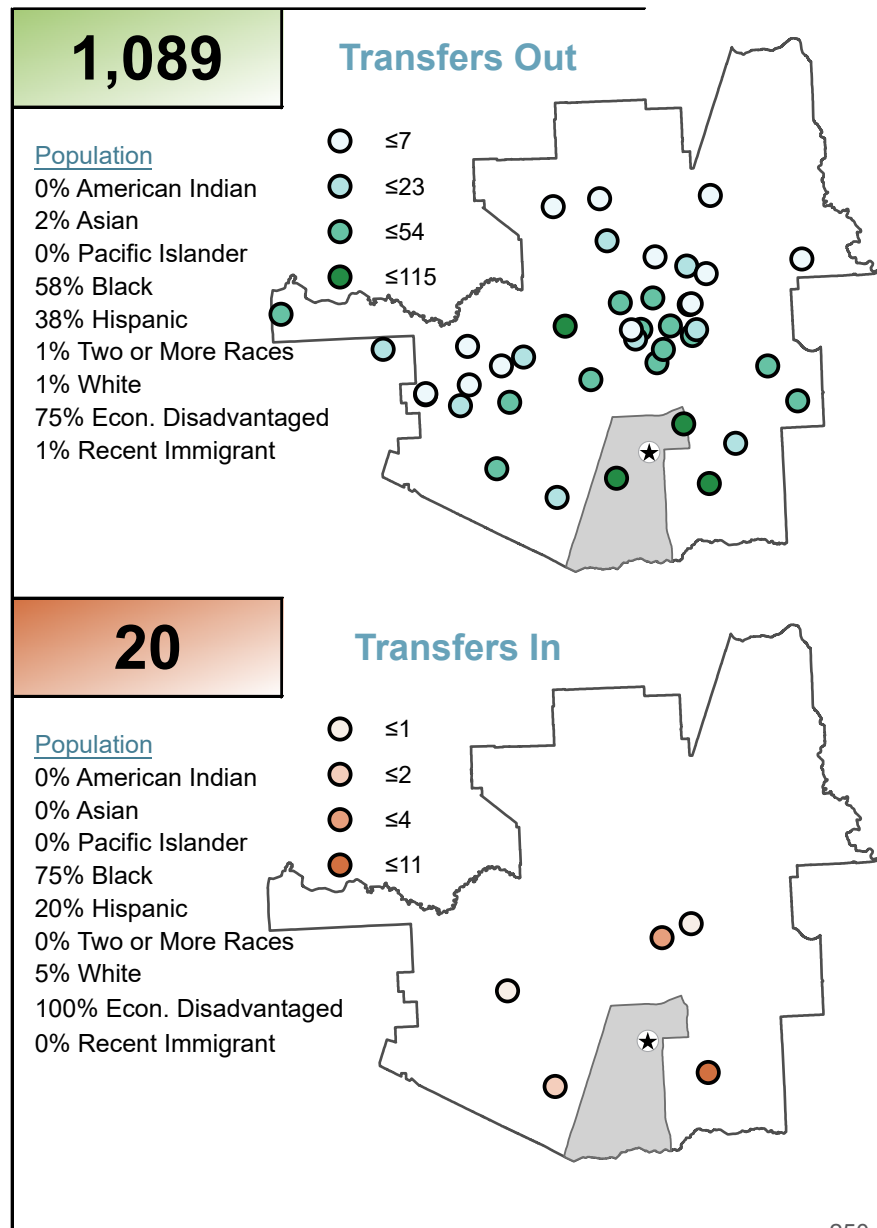 1,089
Transfers Out
Population
0% American Indian
2% Asian
0% Pacific Islander
58% Black
38% Hispanic
1% Two or More Races
1% White
75% Econ. Disadvantaged
1% Recent Immigrant
≤7
≤23
≤54
≤115
20
Transfers In
Population
0% American Indian
0% Asian
0% Pacific Islander
75% Black
20% Hispanic
0% Two or More Races
5% White
100% Econ. Disadvantaged
0% Recent Immigrant
≤1
≤2
≤4
≤11